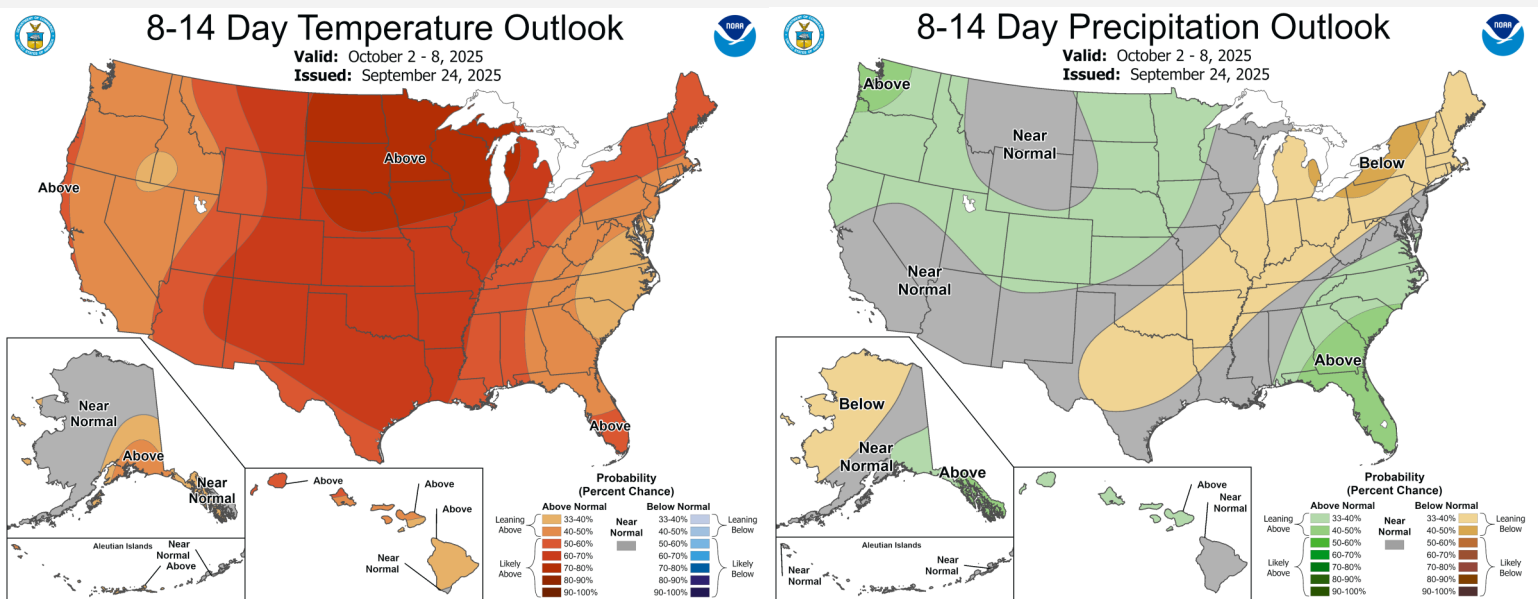 8-14 Day Temperature Outlook
Valid: October 2 - 8, 2025
Issued: September 24, 2025
NOAA
Above
Above
Above
Near
Normal
Above
Near
Normal
Aleutian Islands
Near
Normal
Above
Above
Above
Above
Near
Normal
Probability
(Percent Chance)
Above Normal
Below Normal
Leaning
Above
Likely
Above
33-40%
40-50%
50-60%
60-70%
70-80%
80-90%
90-100%
Near
Normal
33-40%
40-50%
50-60%
60-70%
70-80%
80-90%
90-100%
Leaning
Below
Likely
Below
8-14 Day Precipitation Outlook
Valid: October 2 - 8, 2025
Issued: September 24, 2025
NOAA
Above
Near
Normal
Below
Near
Normal
Above
Below
Near
Normal
Above
Aleutian Islands
Near
Normal
Near
Normal
Above
Near
Normal
Probability
(Percent Chance)
Above Normal
Below Normal
Leaning
Above
Likely
Above
33-40%
40-50%
50-60%
60-70%
70-80%
80-90%
90-100%
Near
Normal
33-40%
40-50%
50-60%
60-70%
70-80%
80-90%
90-100%
Leaning
Below
Likely
Below